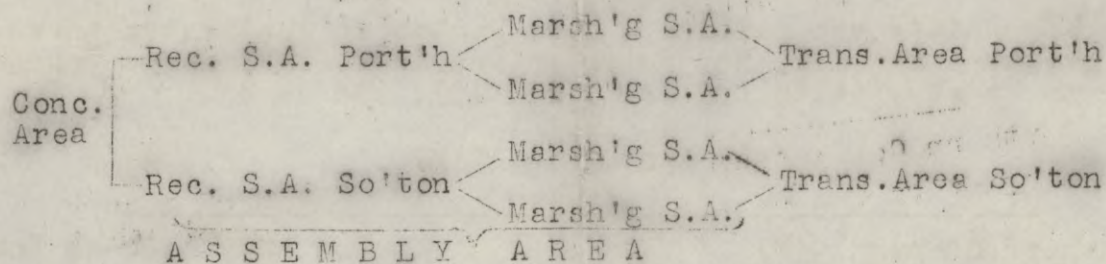 Marsh'g S.A.
Rec. S.A. Port'h Trans.Area Port'h
Marsh'g S.A.
Conc.
Area
Marsh'g S.A.
Rec. S.A. So'ton Trans.Area So'ton
Marsh'g S.A.
A S S E M B L Y A R E A